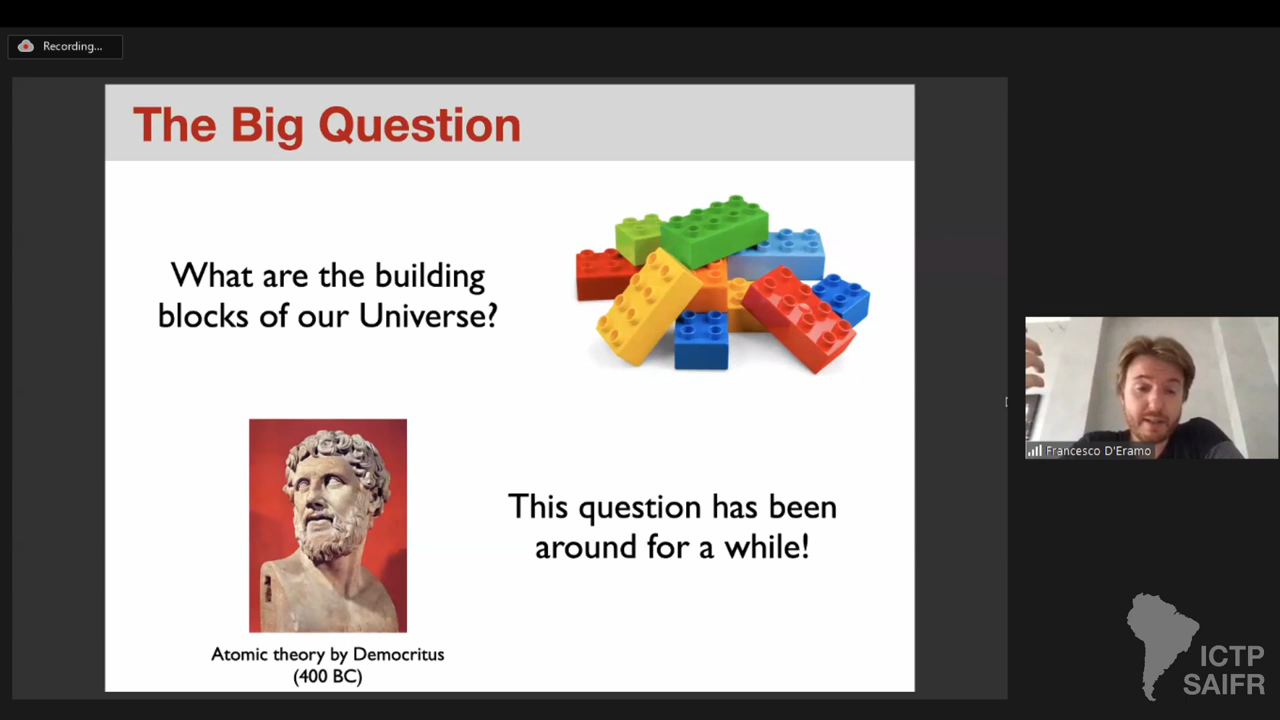 Recording...
The Big Question
What are the building
blocks of our Universe?
This question has been
around for a while!
Atomic theory by Democritus
(400 BC)
Francesco D'Eramo
ICTP
SAIFR